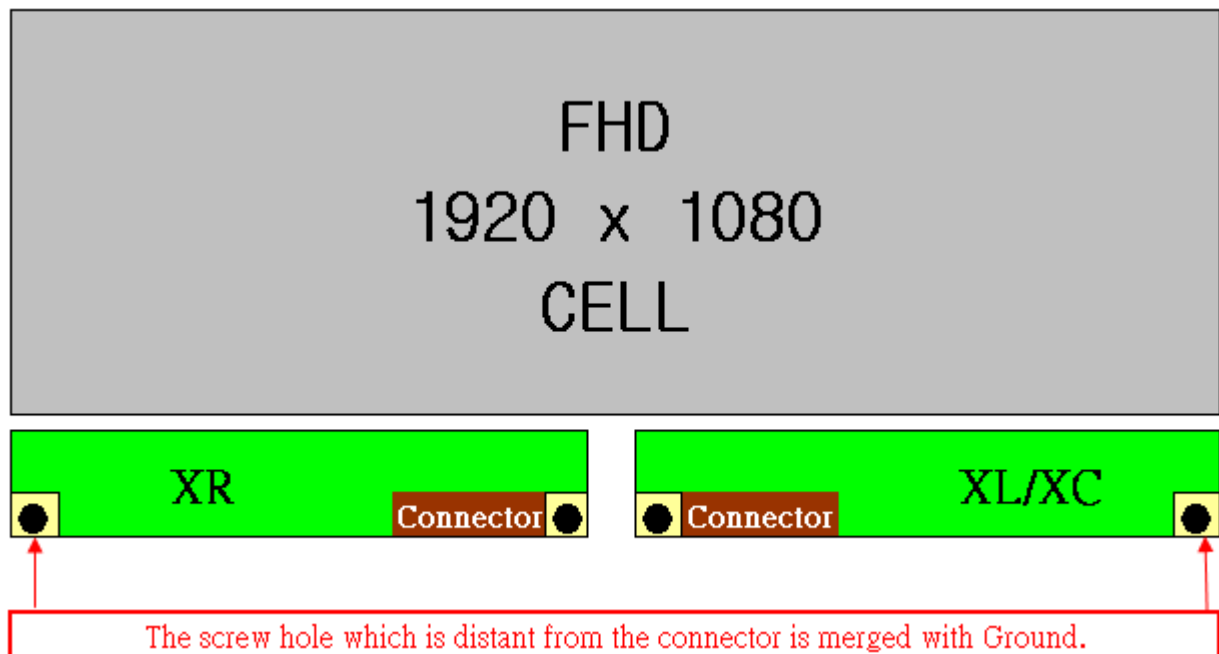 FHD
1920 x 1080
CELL
XR
XL/XC
Connector
Connector
The screw hole which is distant from the connector is merged with Ground.